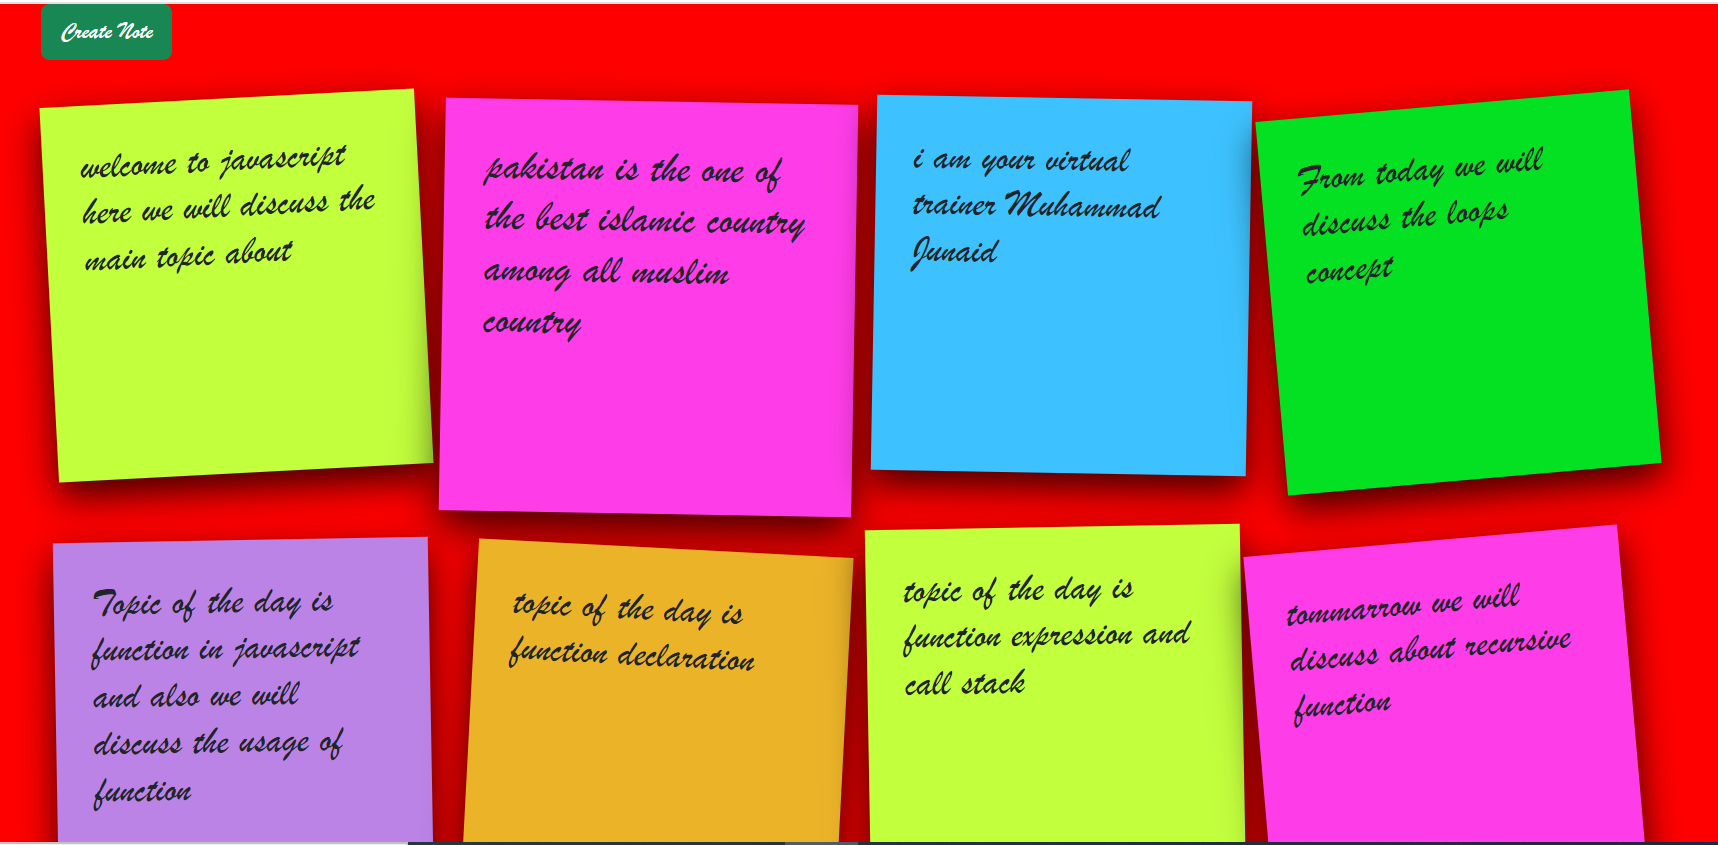 Create Note
welcome to javascript
here we will discuss the
main topic about
pakistan is the one of
the best islamic country
among all muslim
country
i am your virtual
trainer Muhammad
Junaid
From today we will
discuss the loops
concept
Topic of the day is
function in javascript
and also we will
discuss the usage of
function
topic of the day is
function declaration
topic of the day is
function expression and
call stack
tommarrow we will
discuss about recursive
function